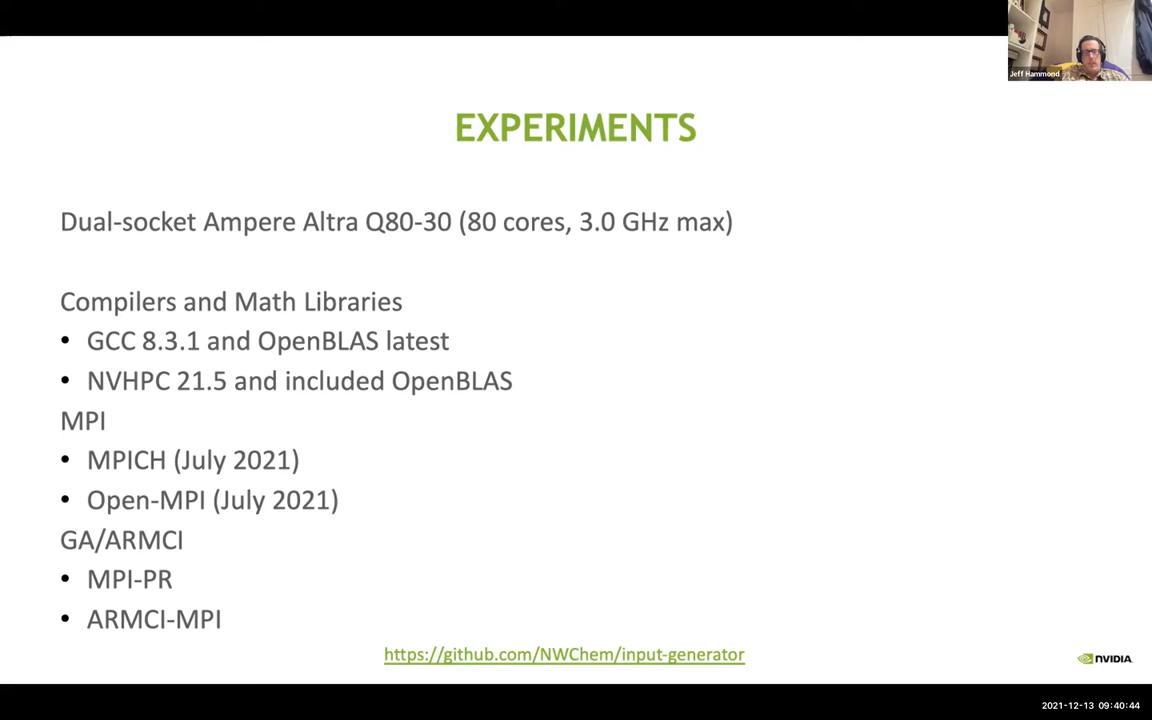 Jeff Hammond
EXPERIMENTS
Dual-socket Ampere Altra Q80-30 (80 cores, 3.0 GHz max)
Compilers and Math Libraries
• GCC 8.3.1 and OpenBLAS latest
• NVHPC 21.5 and included OpenBLAS
MPI
• MPICH (July 2021)
• Open-MPI (July 2021)
GA/ARMCI
• MPI-PR
• ARMCI-MPI
https://github.com/NWChem/input-generator
NVIDIA.
2021-12-13 09:40:44